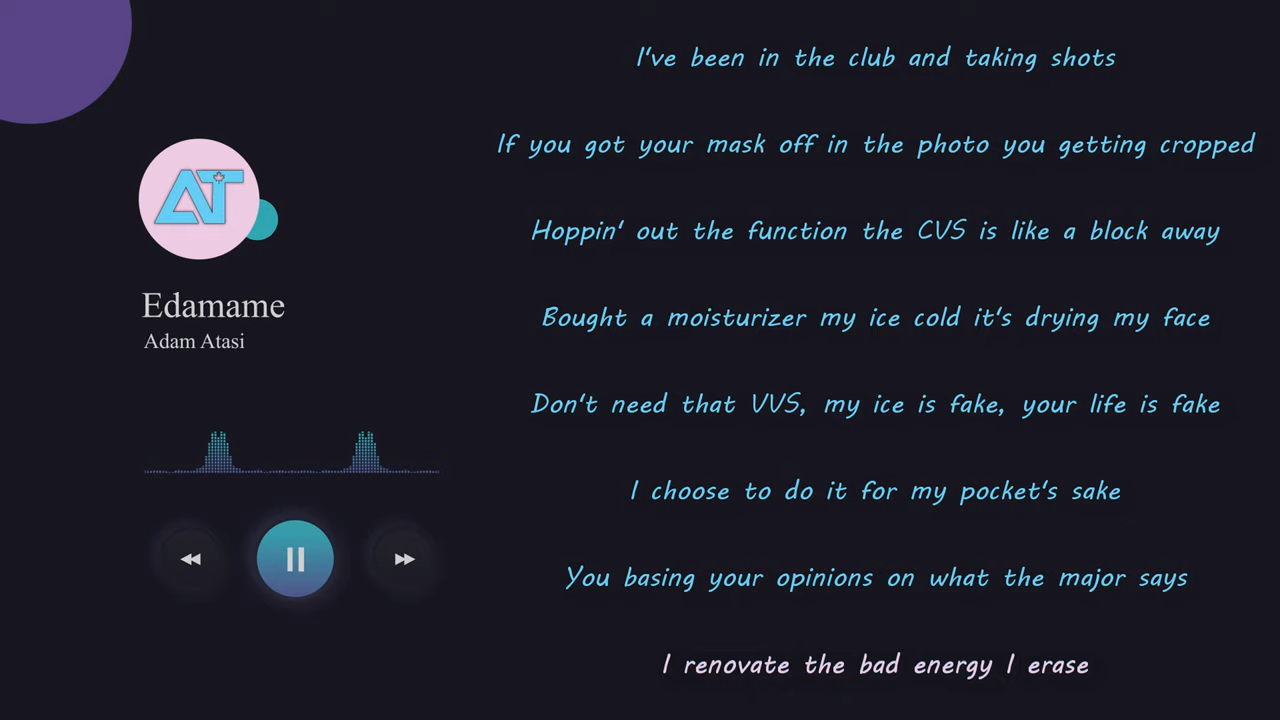 AT
Edamame
Adam Atasi
I've been in the club and taking shots
If you got your mask off in the photo you getting cropped
Hoppin' out the function the CVS is like a block away
Bought a moisturizer my ice cold it's drying my face
Don't need that VVS, my ice is fake, your life is fake
I choose to do it for my pocket's sake
You basing your opinions on what the major says
I renovate the bad energy I erase